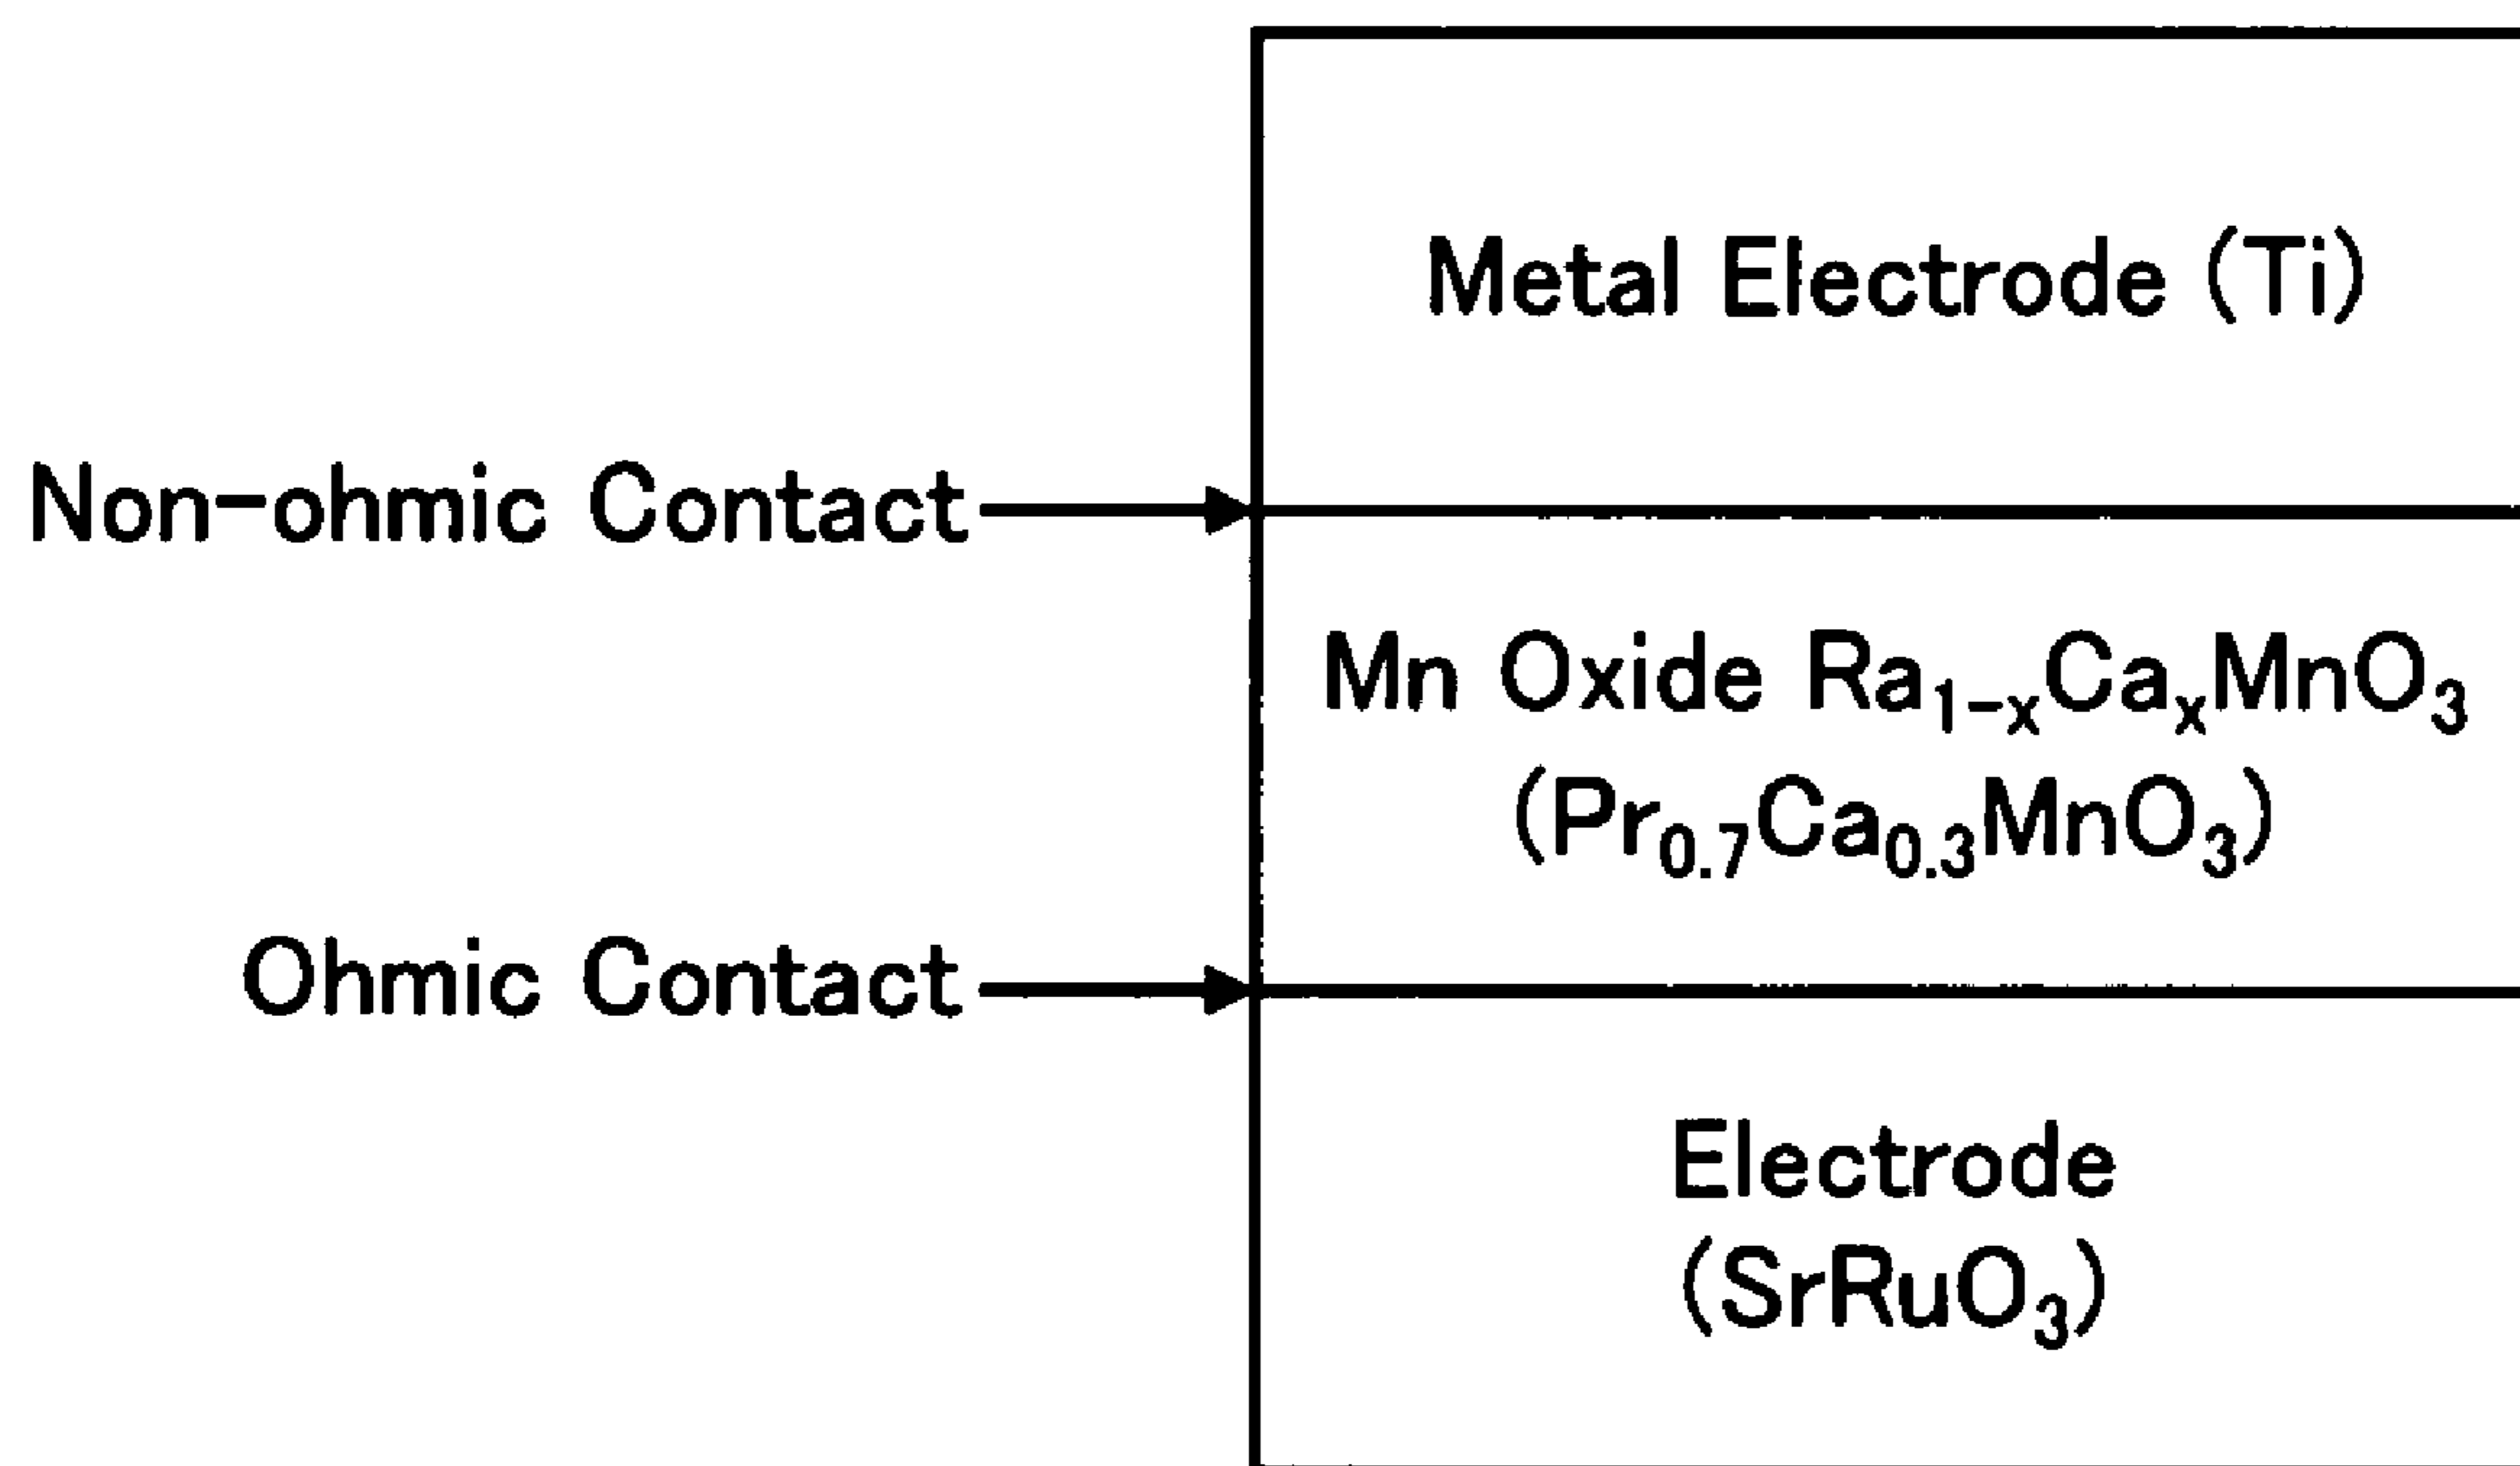 Metal Electrode (Ti)
Non-ohmic Contact
Mn Oxide Ra₁₋ₓCaₓMnO₃
(Pr₀.₇Ca₀.₃MnO₃)
Ohmic Contact
Electrode
(SrRuO₃)